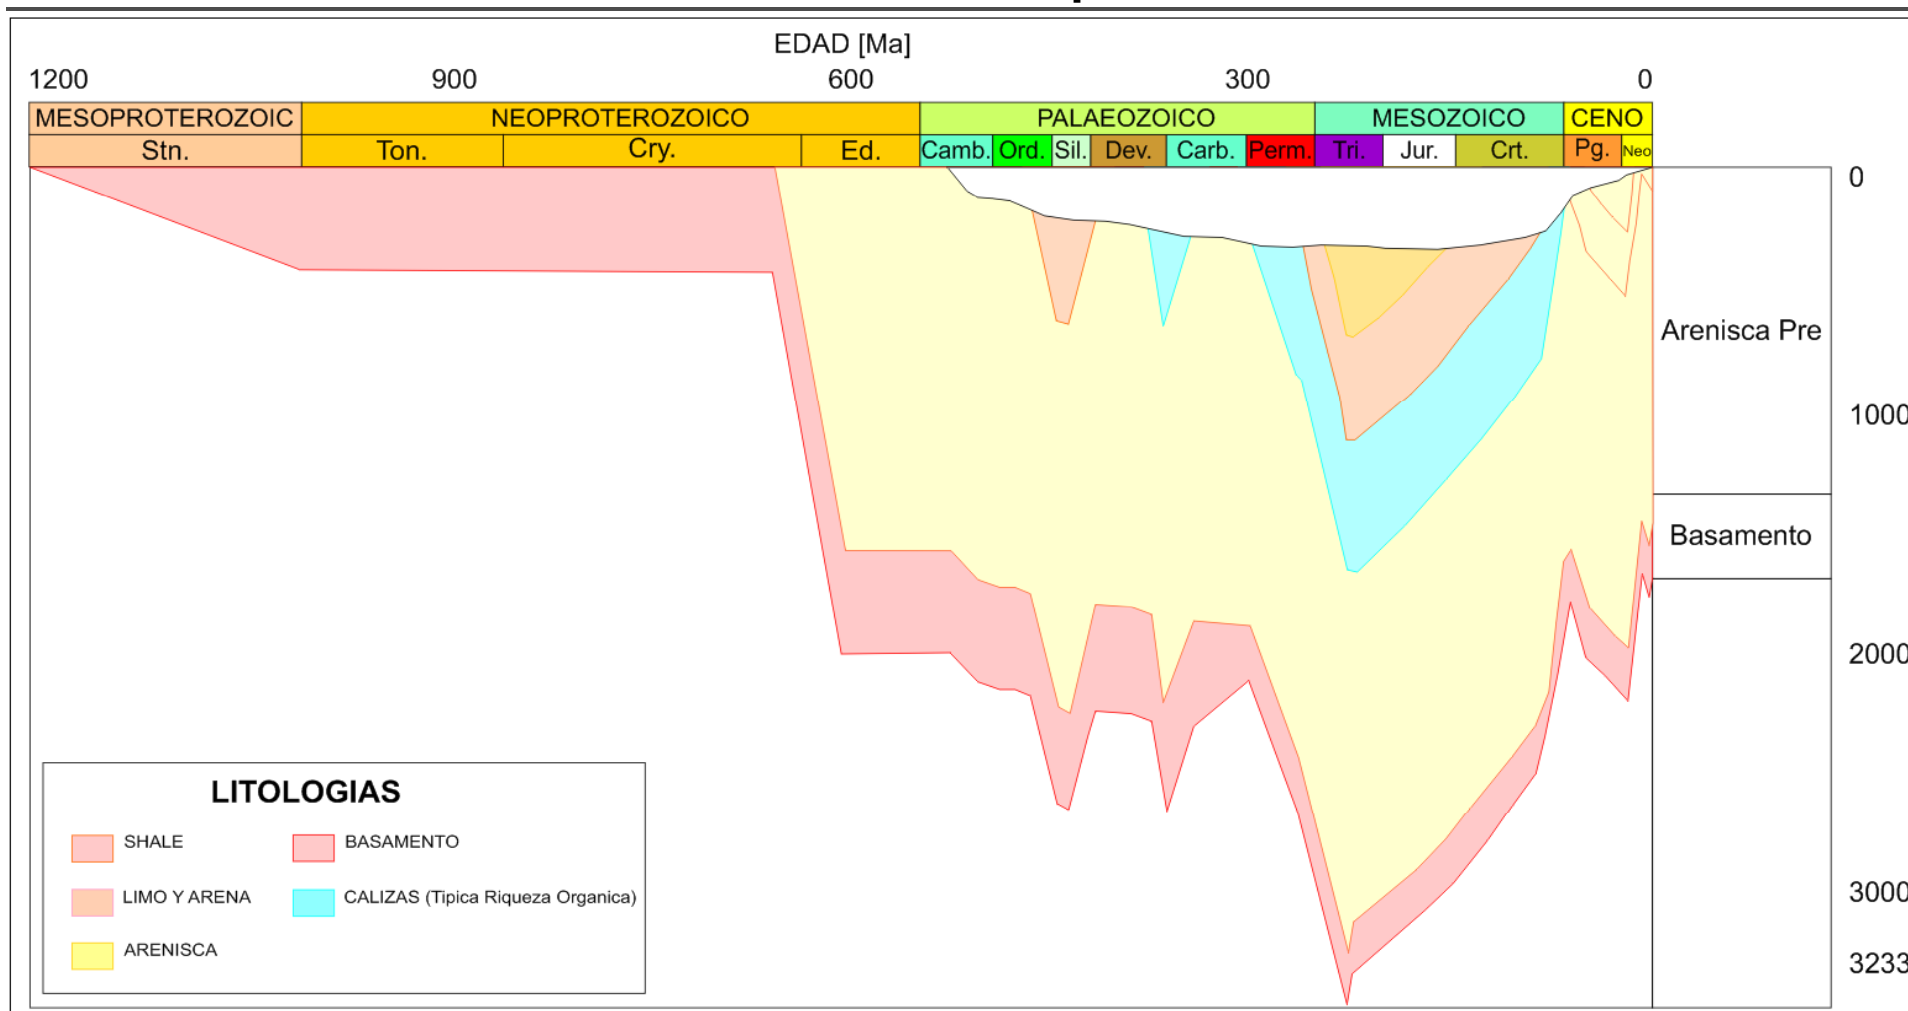 EDAD [Ma]
1200 900 600 300 0
MESOPROTEROZOIC NEOPROTEROZOICO PALAEOZOICO MESOZOICO CENO
Stn. Ton. Cry. Ed. Camb. Ord. Sil. Dev. Carb. Perm. Tri. Jur. Crt. Pg. Neo
0
Arenisca Pre
1000
Basamento
2000
LITOLOGIAS
SHALE BASAMENTO
3000
LIMO Y ARENA CALIZAS (Tipica Riqueza Organica)
ARENISCA
3233